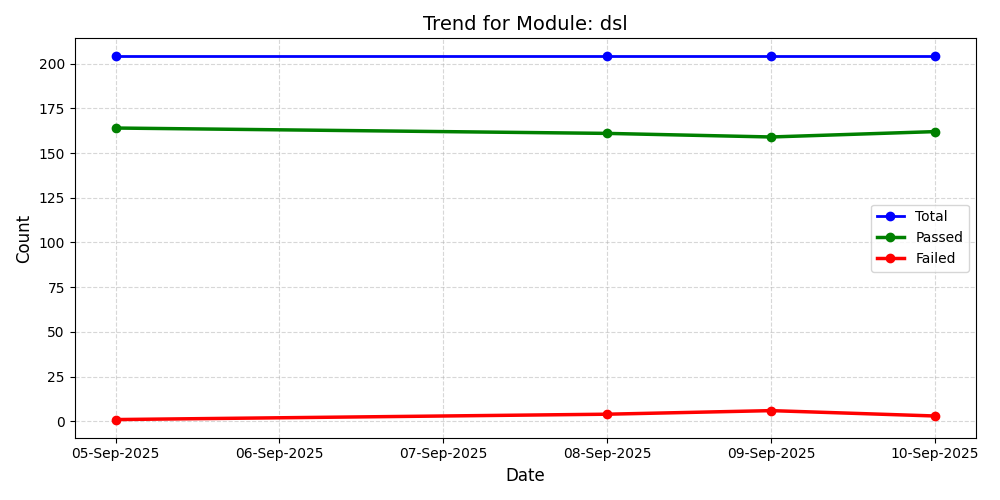 Trend for Module: dsl
200
175
150
125
100
75
50
25
0
Count
Total
Passed
Failed
05-Sep-2025 06-Sep-2025 07-Sep-2025 08-Sep-2025 09-Sep-2025 10-Sep-2025
Date